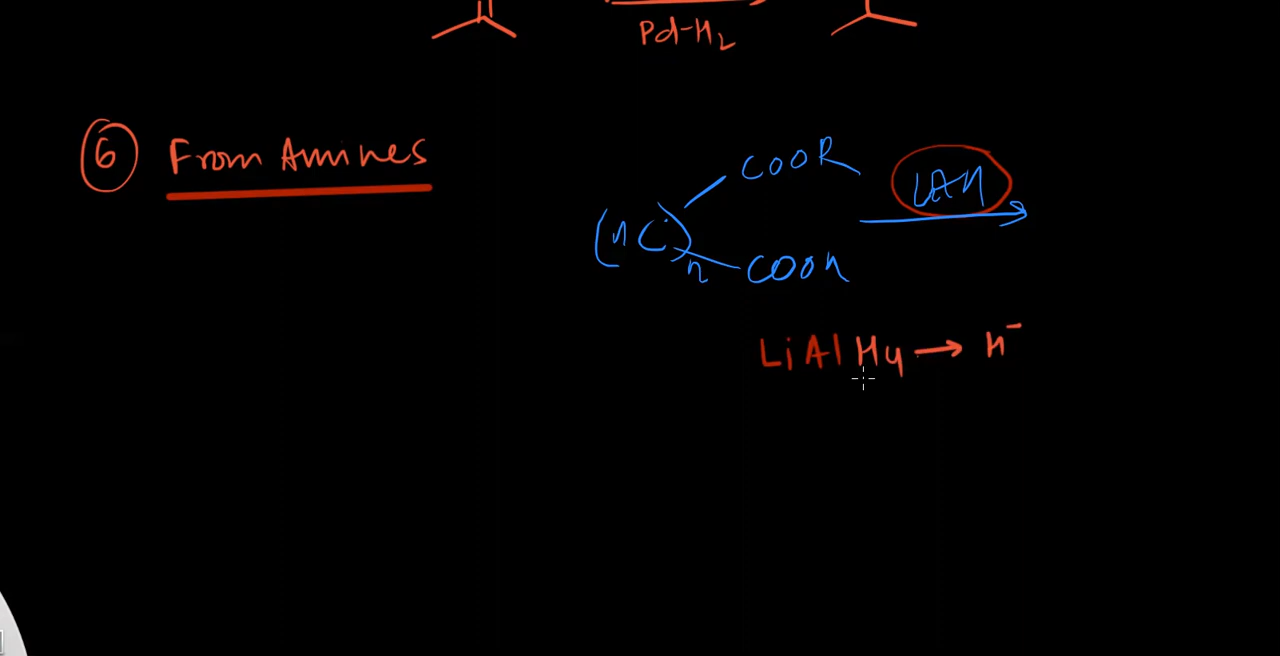 Pd-H2
6 From Amines
COOR
LAH
(HC)n
COOH
LiAlH4 → H-